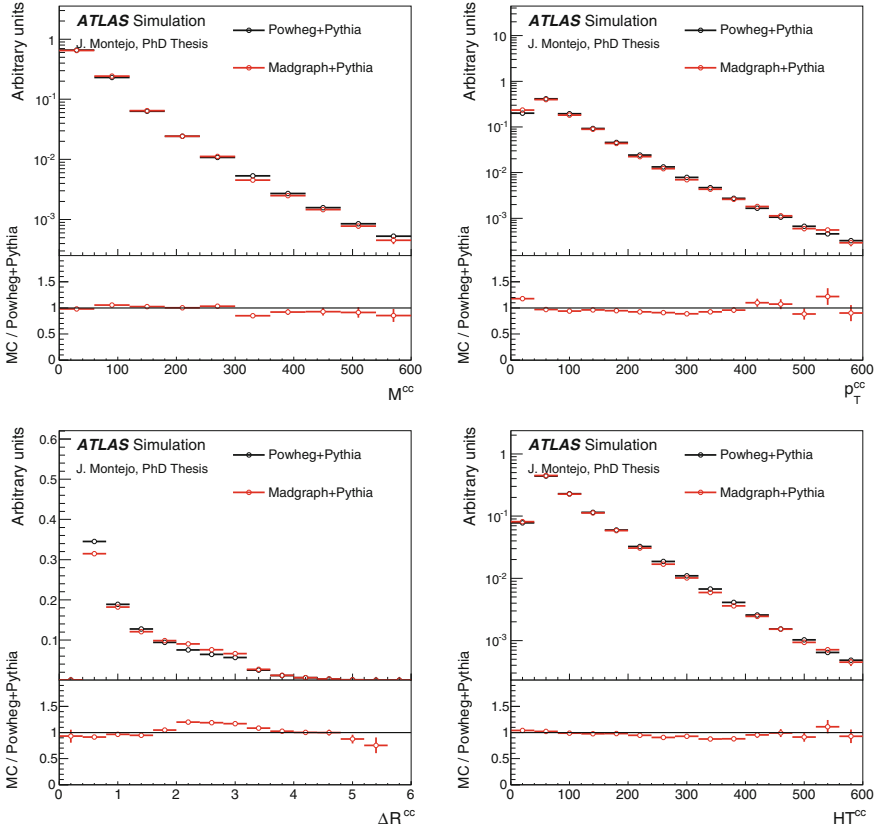 ATLAS Simulation
J. Montejo, PhD Thesis
Powheg+Pythia
Madgraph+Pythia
Arbitrary units
1
10^-1
10^-2
10^-3
MC / Powheg+Pythia
1.5
1
0.5
0
0 100 200 300 400 500 600
M^cc
ATLAS Simulation
J. Montejo, PhD Thesis
Powheg+Pythia
Madgraph+Pythia
Arbitrary units
10
1
10^-1
10^-2
10^-3
MC / Powheg+Pythia
1.5
1
0.5
0
0 100 200 300 400 500 600
p_T^cc
ATLAS Simulation
J. Montejo, PhD Thesis
Powheg+Pythia
Madgraph+Pythia
Arbitrary units
0.6
0.5
0.4
0.3
0.2
0.1
MC / Powheg+Pythia
1.5
1
0.5
0
0 1 2 3 4 5 6
ΔR^cc
ATLAS Simulation
J. Montejo, PhD Thesis
Powheg+Pythia
Madgraph+Pythia
Arbitrary units
1
10^-1
10^-2
10^-3
MC / Powheg+Pythia
1.5
1
0.5
0
0 100 200 300 400 500 600
HT^cc